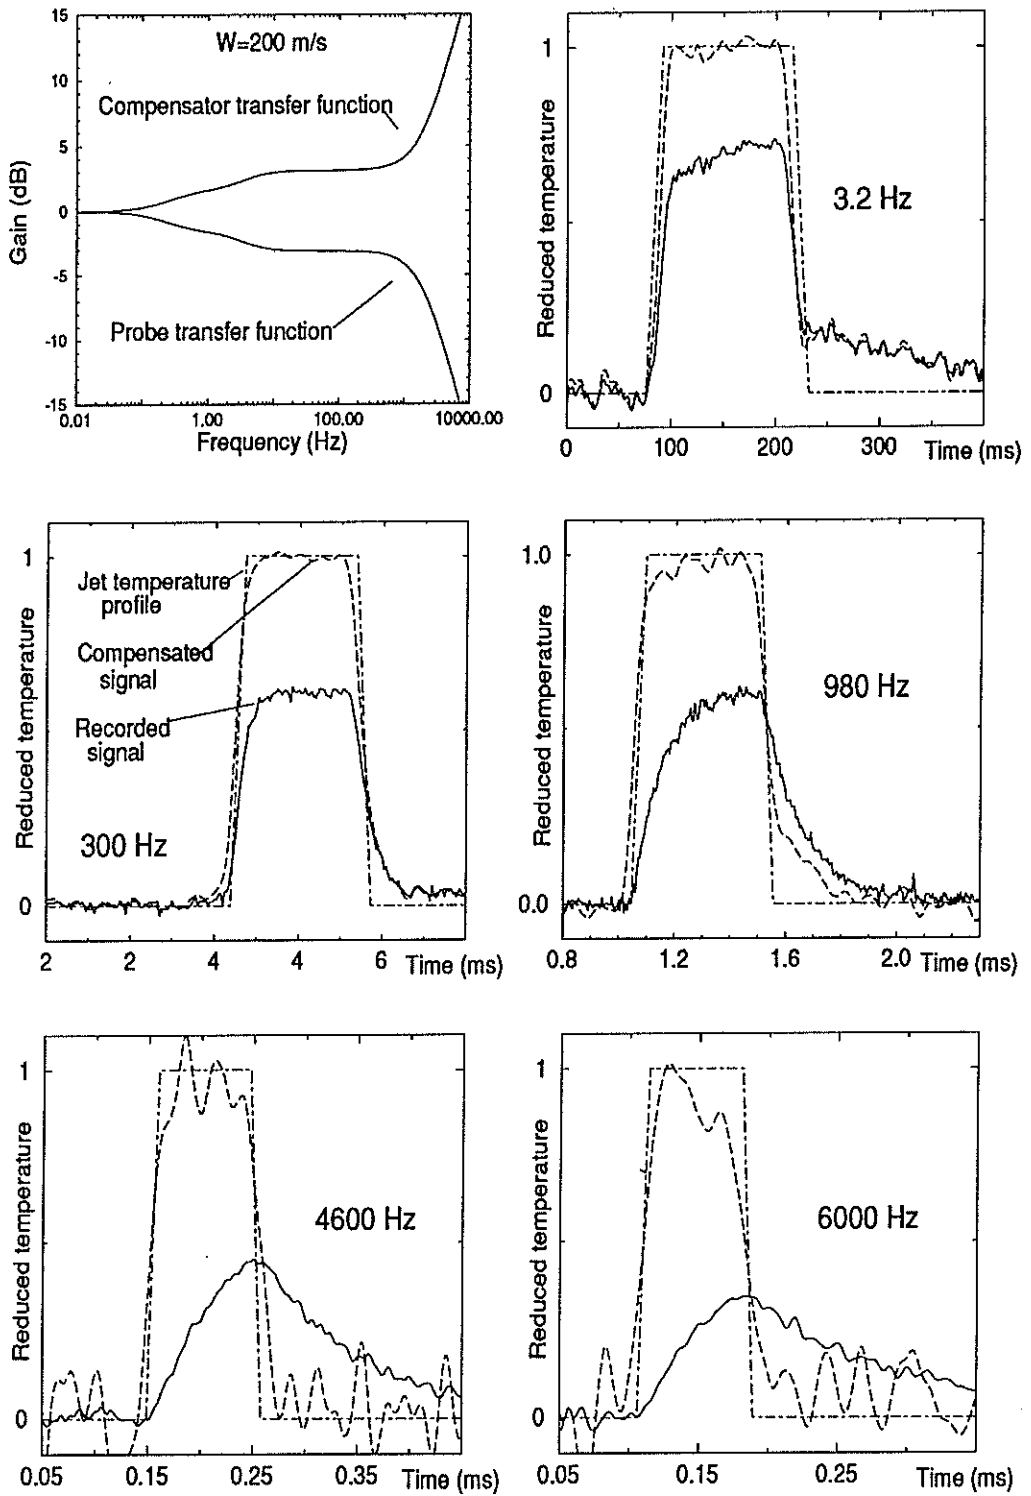 15
10
5
0
-5
-10
-15
Gain (dB)
W=200 m/s
Compensator transfer function
Probe transfer function
0.01
1.00
100.00
10000.00
Frequency (Hz)
1
0
Reduced temperature
3.2 Hz
0
100
200
300
Time (ms)
1
0
Reduced temperature
Jet temperature
profile
Compensated
signal
Recorded
signal
300 Hz
2
2
4
4
6
Time (ms)
1.0
0.0
Reduced temperature
980 Hz
0.8
1.2
1.6
2.0
Time (ms)
1
0
Reduced temperature
4600 Hz
0.05
0.15
0.25
0.35
Time (ms)
1
0
Reduced temperature
6000 Hz
0.05
0.15
0.25
Time (ms)